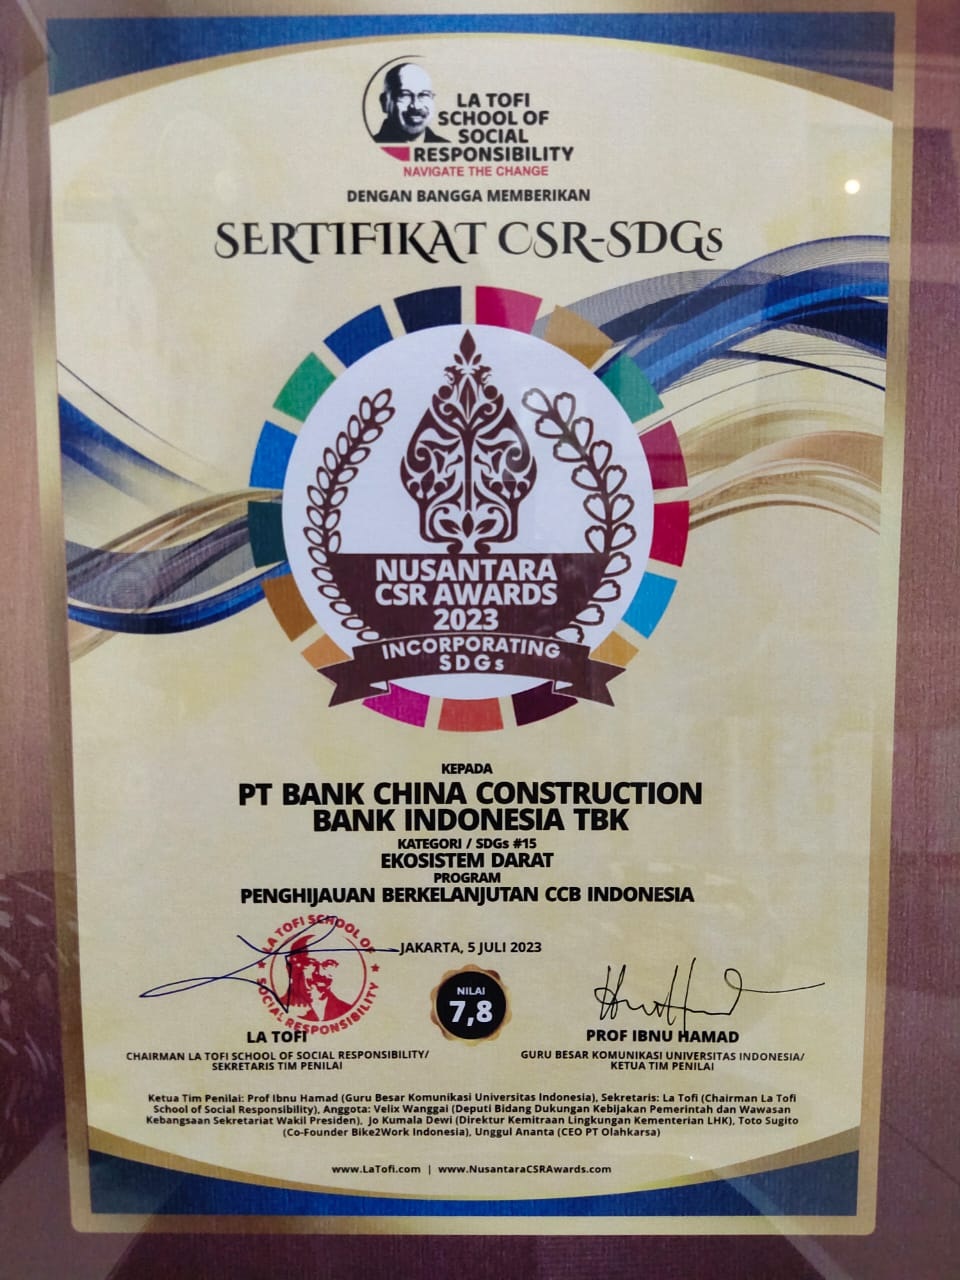 LA TOFI
SCHOOL OF
SOCIAL
RESPONSIBILITY
NAVIGATE THE CHANGE
DENGAN BANGGA MEMBERIKAN
SERTIFIKAT CSR-SDGs
NUSANTARA
CSR AWARDS
2023
INCORPORATING
SDGs
KEPADA
PT BANK CHINA CONSTRUCTION
BANK INDONESIA TBK
KATEGORI / SDGs #15
EKOSISTEM DARAT
PROGRAM
PENGHIJAUAN BERKELANJUTAN CCB INDONESIA
JAKARTA, 5 JULI 2023
LA TOFI SCHOOL OF
SOCIAL RESPONSIBILITY
NILAI
7,8
LA TOFI
CHAIRMAN LA TOFI SCHOOL OF SOCIAL RESPONSIBILITY/
SEKRETARIS TIM PENILAI
PROF IBNU HAMAD
GURU BESAR KOMUNIKASI UNIVERSITAS INDONESIA/
KETUA TIM PENILAI
Ketua Tim Penilai: Prof Ibnu Hamad (Guru Besar Komunikasi Universitas Indonesia), Sekretaris: La Tofi (Chairman La Tofi
School of Social Responsibility), Anggota: Velix Wanggai (Deputi Bidang Dukungan Kebijakan Pemerintah dan Wawasan
Kebangsaan Sekretariat Wakil Presiden), Jo Kumala Dewi (Direktur Kemitraan Lingkungan Kementerian LHK), Toto Sugito
(Co-Founder Bike2Work Indonesia), Unggul Ananta (CEO PT Olahkarsa)
www.LaTofi.com | www.NusantaraCSRAwards.com